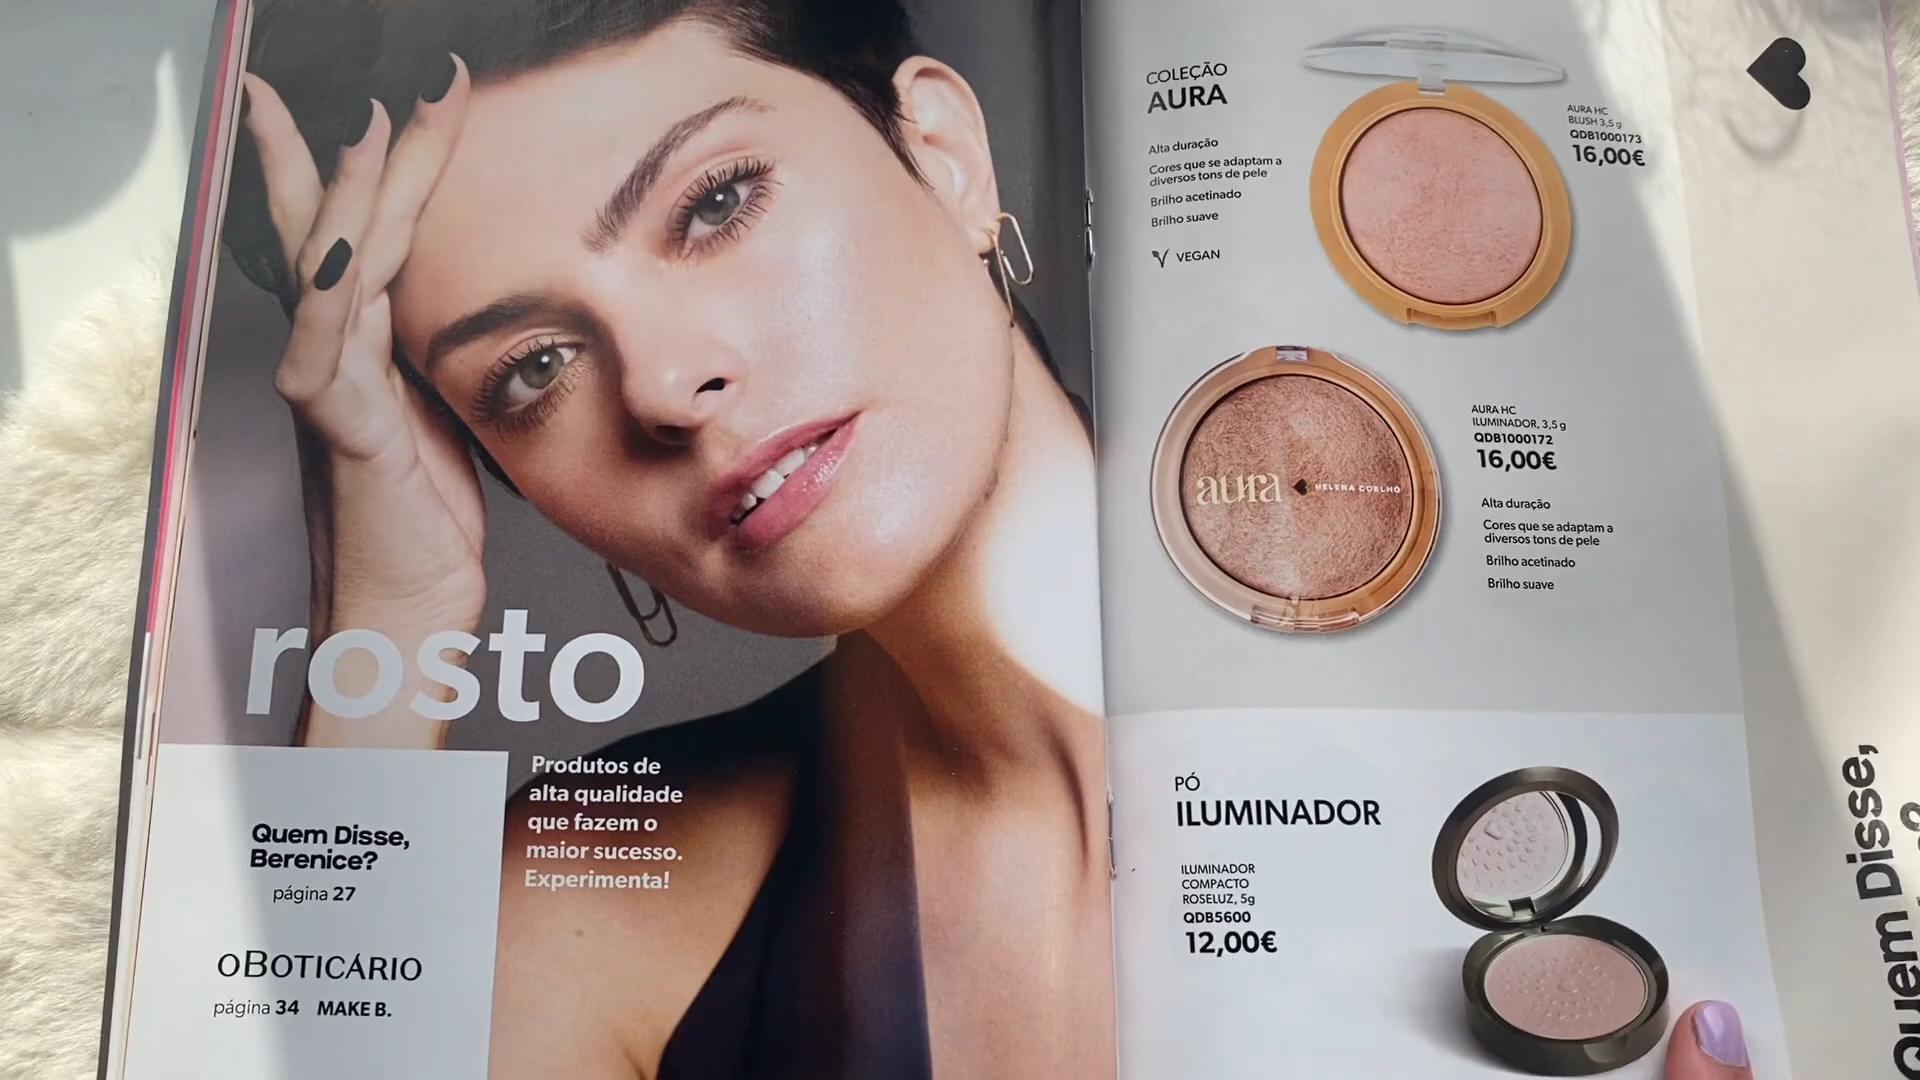 rosto
Produtos de
alta qualidade
que fazem o
maior sucesso.
Experimenta!
Quem Disse,
Berenice?
página 27
oBOTICÁRIO
página 34 MAKE B.
COLEÇÃO
AURA
Alta duração
Cores que se adaptam a
diversos tons de pele
Brilho acetinado
Brilho suave
VEGAN
AURA HC
BLUSH 3,5 g
QDB1000173
16,00€
aura HELENA COELHO
AURA HC
ILUMINADOR, 3,5 g
QDB1000172
16,00€
Alta duração
Cores que se adaptam a
diversos tons de pele
Brilho acetinado
Brilho suave
PÓ
ILUMINADOR
ILUMINADOR
COMPACTO
ROSELUZ, 5g
QDB5600
12,00€
Quem Disse,